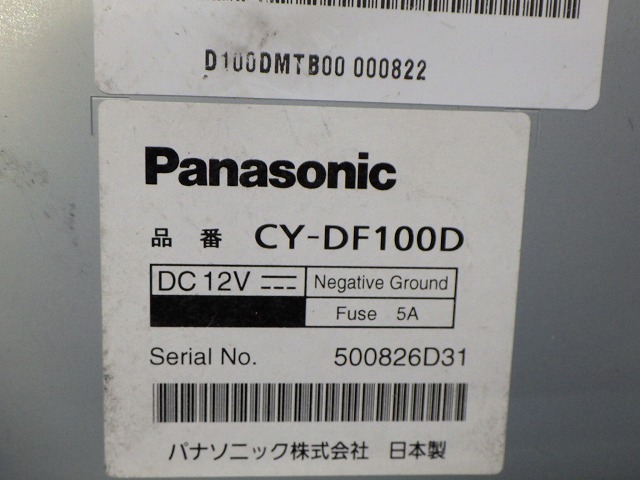 D100DMTB00 000822
Panasonic
品 番 CY-DF100D
DC 12V Negative Ground
Fuse 5A
Serial No. 500826D31
パナソニック株式会社 日本製